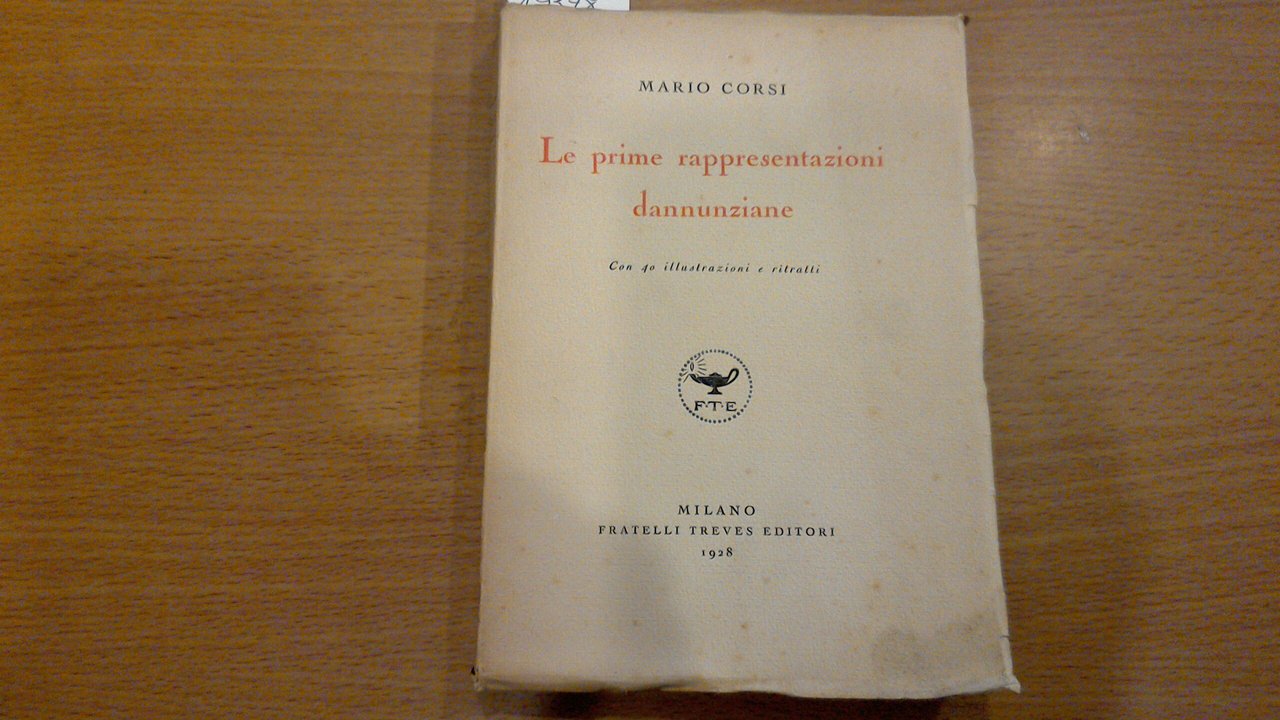 MARIO CORSI
Le prime rappresentazioni
dannunziane
Con 40 illustrazioni e ritratti
F·T·E
MILANO
FRATELLI TREVES EDITORI
1928